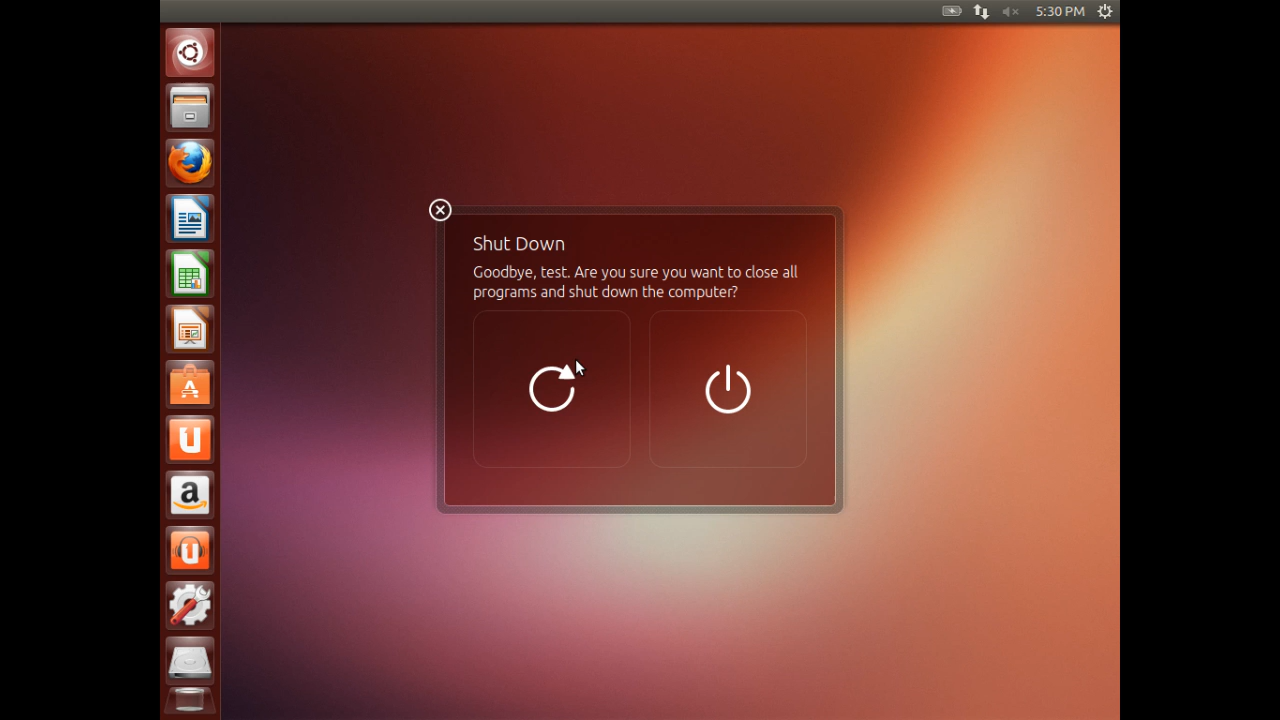 5:30 PM
Shut Down
Goodbye, test. Are you sure you want to close all
programs and shut down the computer?